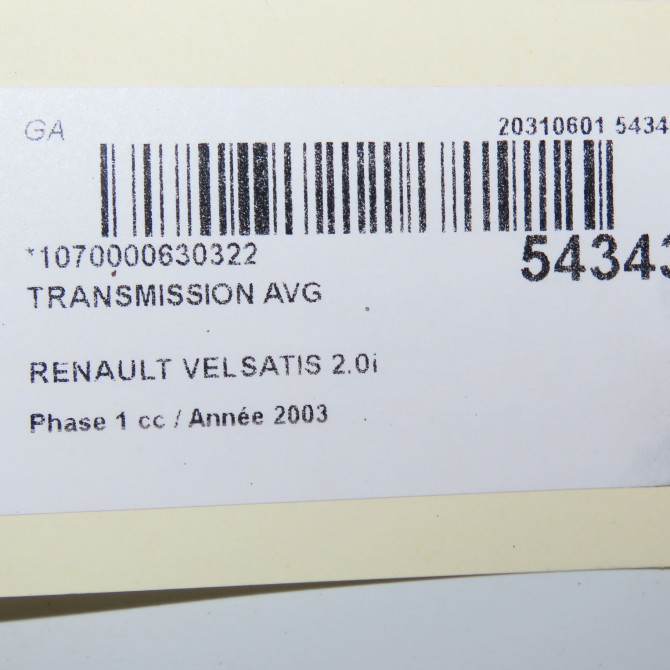 GA
20310601 5434
*1070000630322
54343
TRANSMISSION AVG
RENAULT VELSATIS 2.0i
Phase 1 cc / Année 2003